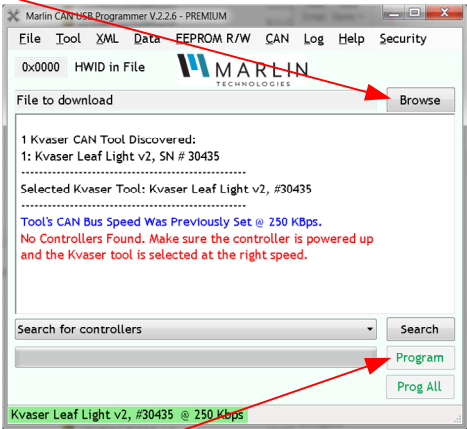 Marlin CAN USB Programmer V.2.2.6 - PREMIUM
File Tool XML Data EEPROM R/W CAN Log Help Security
0x0000 HWID in File
MARLIN
TECHNOLOGIES
File to download
Browse
1 Kvaser CAN Tool Discovered:
1: Kvaser Leaf Light v2, SN # 30435
------------------------------------------------
Selected Kvaser Tool: Kvaser Leaf Light v2, #30435
------------------------------------------------
Tool's CAN Bus Speed Was Previously Set @ 250 KBps.
No Controllers Found. Make sure the controller is powered up
and the Kvaser tool is selected at the right speed.
Search for controllers
Search
Program
Prog All
Kvaser Leaf Light v2, #30435 @ 250 Kbps